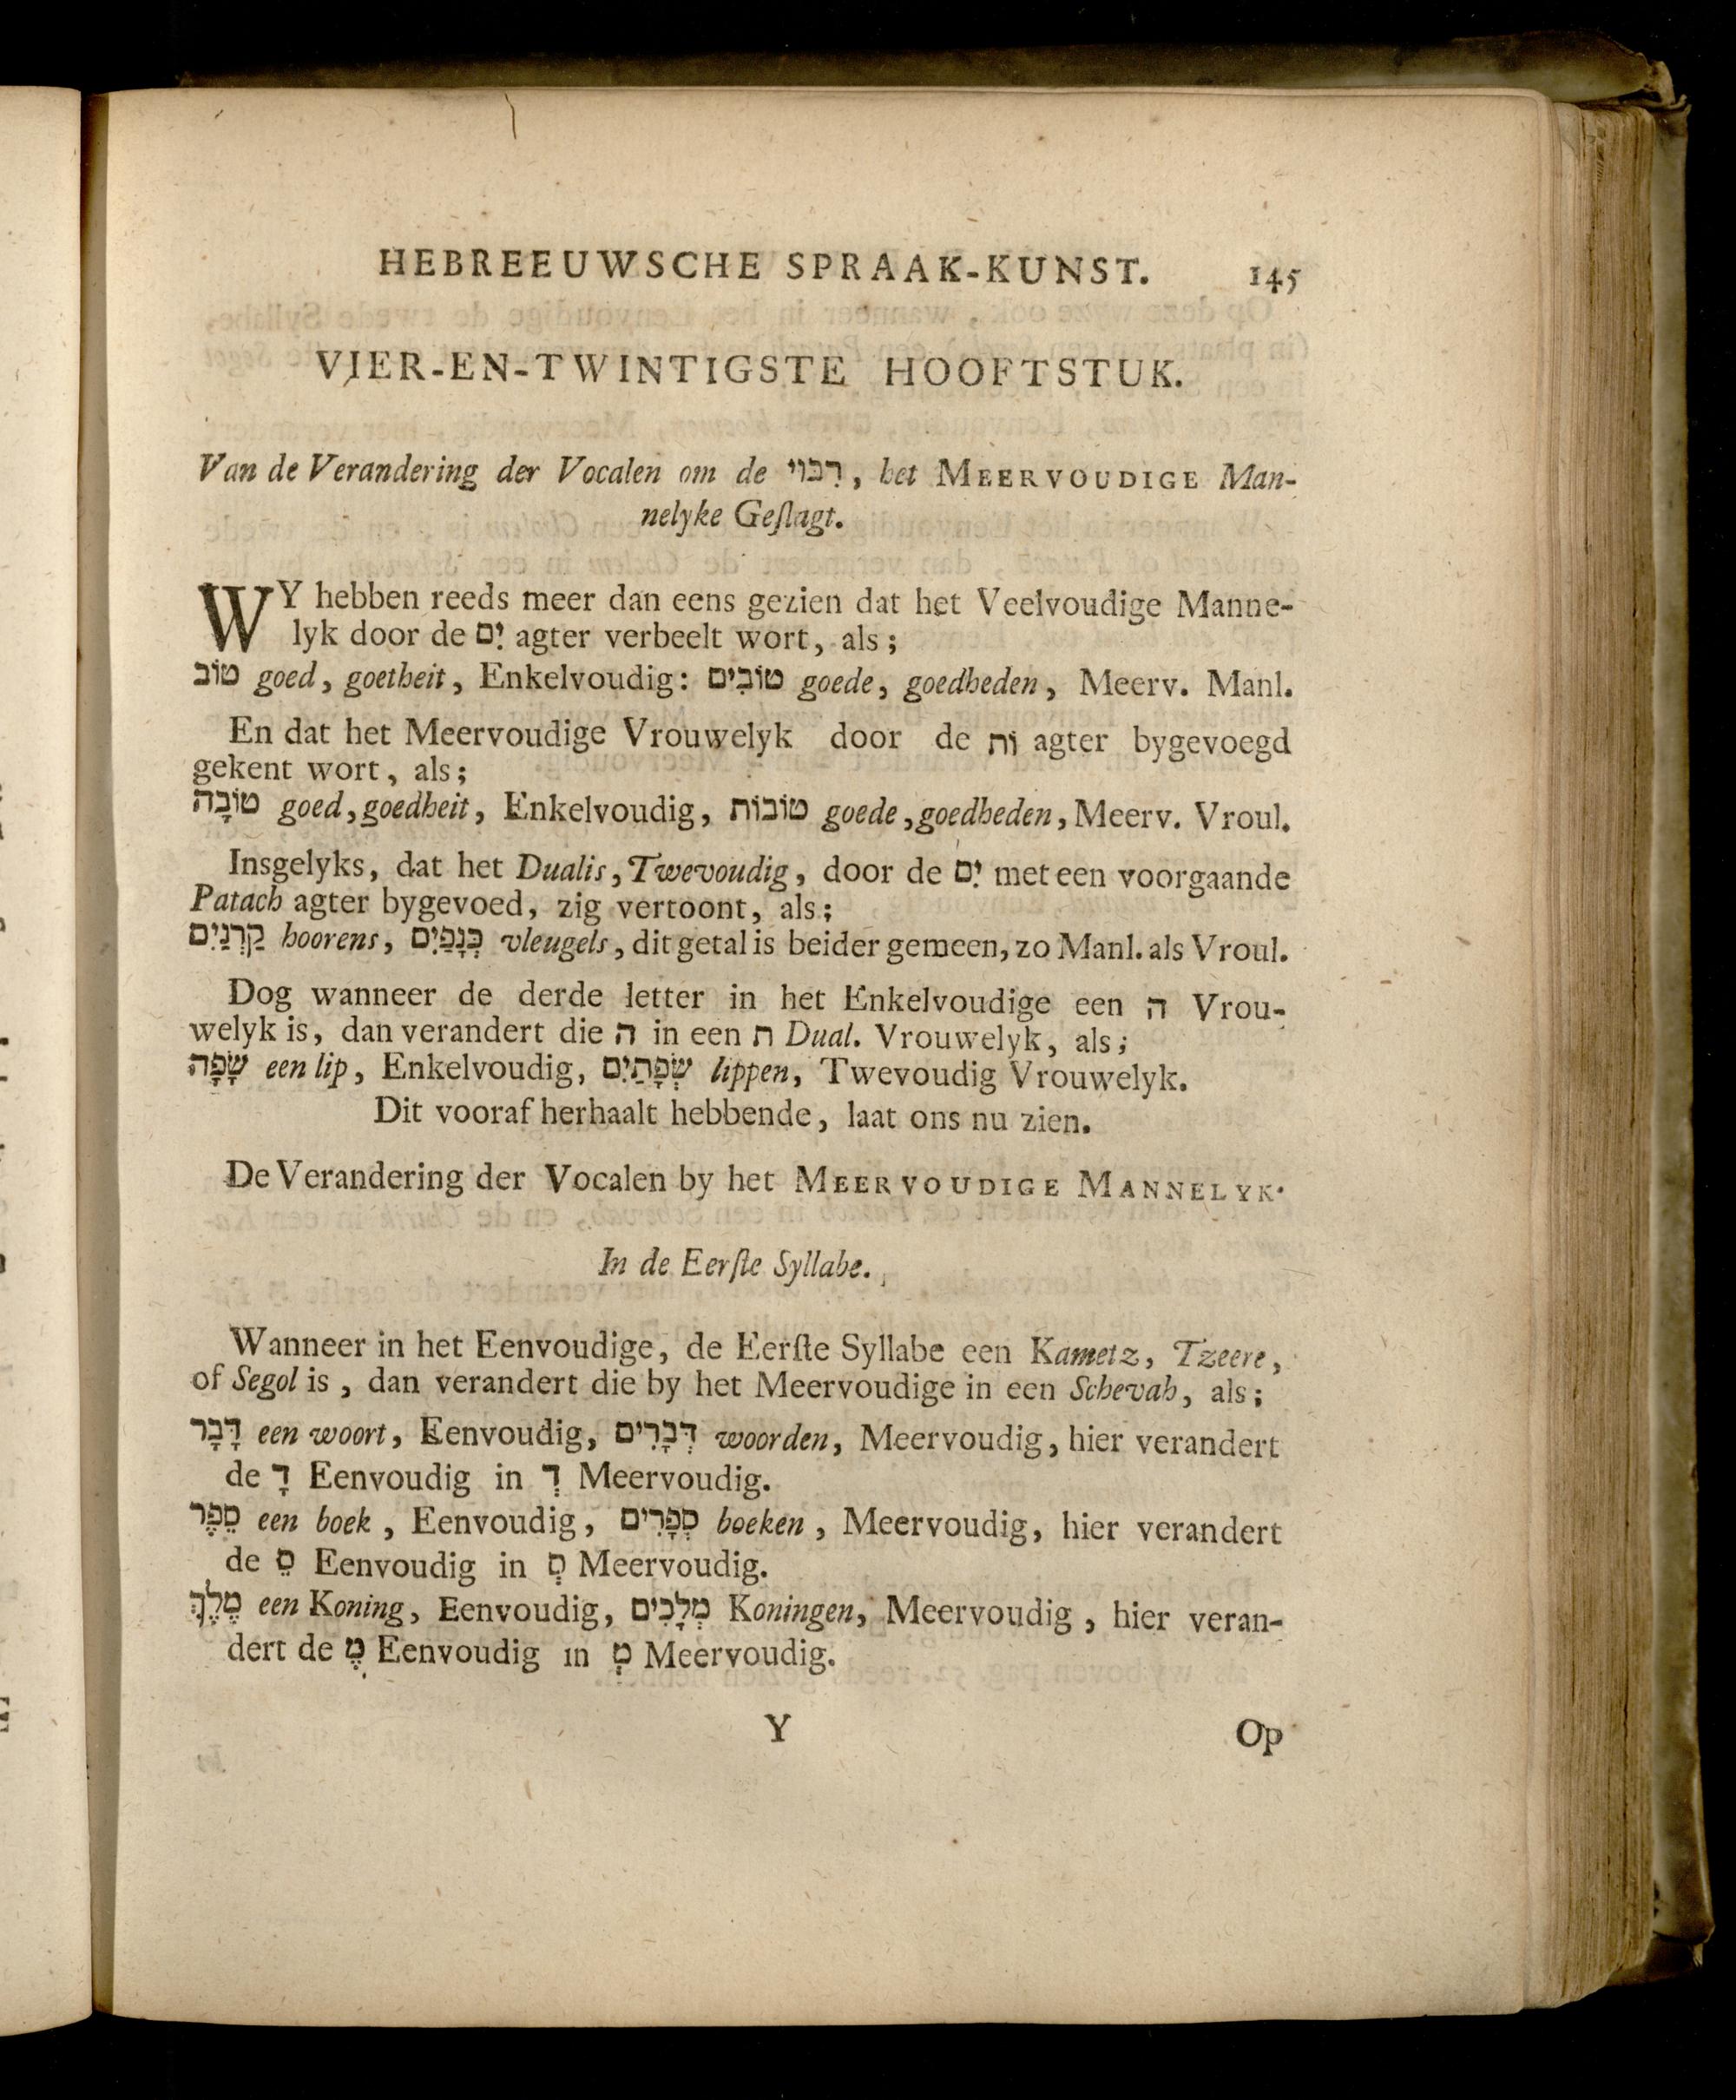 HEBREEUWSCHE SPRAAK-KUNST. 145
VIER-EN-TWINTIGSTE HOOFTSTUK.
Van de Verandering der Vocalen om de רִבּוּי, het MEERVOUDIGE Man-
nelyke Geſlagt.
WY hebben reeds meer dan eens gezien dat het Veelvoudige Manne-
lyk door de יִם agter verbeelt wort, als;
טוֹב goed, goetheit, Enkelvoudig: טוֹבִים goede, goedheden, Meerv. Manl.
En dat het Meervoudige Vrouwelyk door de וֹת agter bygevoegd
gekent wort, als;
טוֹבָה goed, goedheit, Enkelvoudig, טוֹבוֹת goede, goedheden, Meerv. Vroul.
Insgelyks, dat het Dualis, Twevoudig, door de יִם met een voorgaande
Patach agter bygevoed, zig vertoont, als;
קַרְנַיִם hoorens, כְּנָפַיִם vleugels, dit getal is beider gemeen, zo Manl. als Vroul.
Dog wanneer de derde letter in het Enkelvoudige een ה Vrou-
welyk is, dan verandert die ה in een ת Dual. Vrouwelyk, als;
שָׂפָה een lip, Enkelvoudig, שְׂפָתַיִם lippen, Twevoudig Vrouwelyk.
Dit vooraf herhaalt hebbende, laat ons nu zien.
De Verandering der Vocalen by het MEERVOUDIGE MANNELYK.
In de Eerſte Syllabe.
Wanneer in het Eenvoudige, de Eerſte Syllabe een Kametz, Tzeere,
of Segol is, dan verandert die by het Meervoudige in een Schevah, als;
דָּבָר een woort, Eenvoudig, דְּבָרִים woorden, Meervoudig, hier verandert
de דָ Eenvoudig in דְ Meervoudig.
סֵפֶר een boek, Eenvoudig, סְפָרִים boeken, Meervoudig, hier verandert
de סֵ Eenvoudig in סְ Meervoudig.
מֶלֶךְ een Koning, Eenvoudig, מְלָכִים Koningen, Meervoudig, hier veran-
dert de מֶ Eenvoudig in מְ Meervoudig.
Y Op